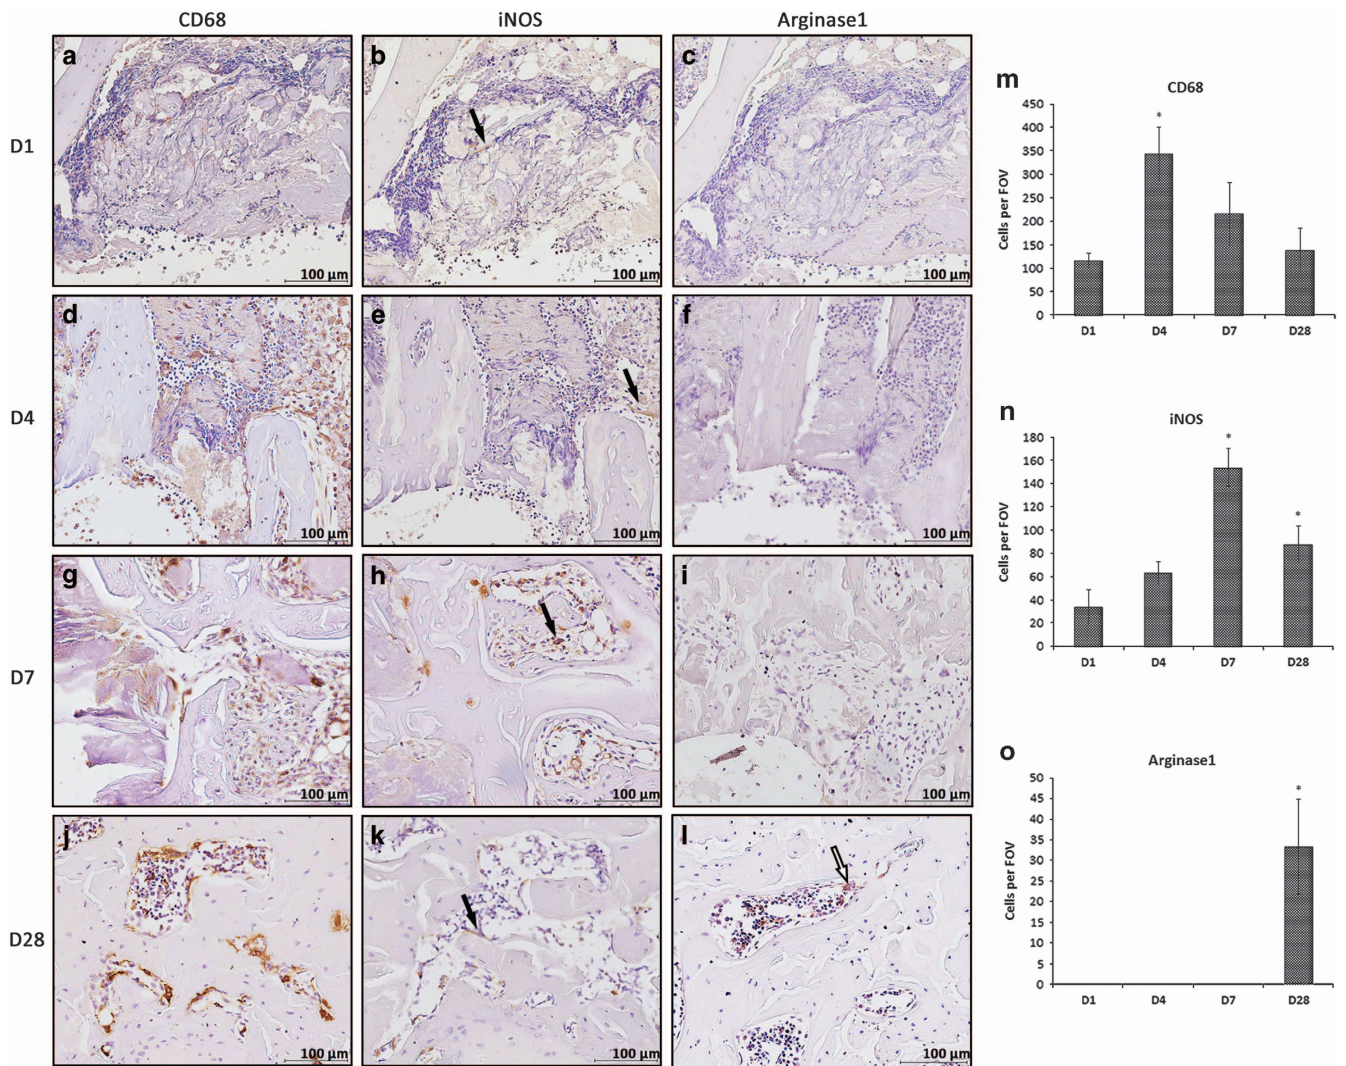 CD68 iNOS Arginase1
D1
a
100 µm
b
100 µm
c
100 µm
D4
d
100 µm
e
100 µm
f
100 µm
D7
g
100 µm
h
100 µm
i
100 µm
D28
j
100 µm
k
100 µm
l
100 µm
m
CD68
Cells per FOV
450
400
350
300
250
200
150
100
50
0
*
D1 D4 D7 D28
n
iNOS
Cells per FOV
180
160
140
120
100
80
60
40
20
0
*
*
D1 D4 D7 D28
o
Arginase1
Cells per FOV
50
45
40
35
30
25
20
15
10
5
0
*
D1 D4 D7 D28